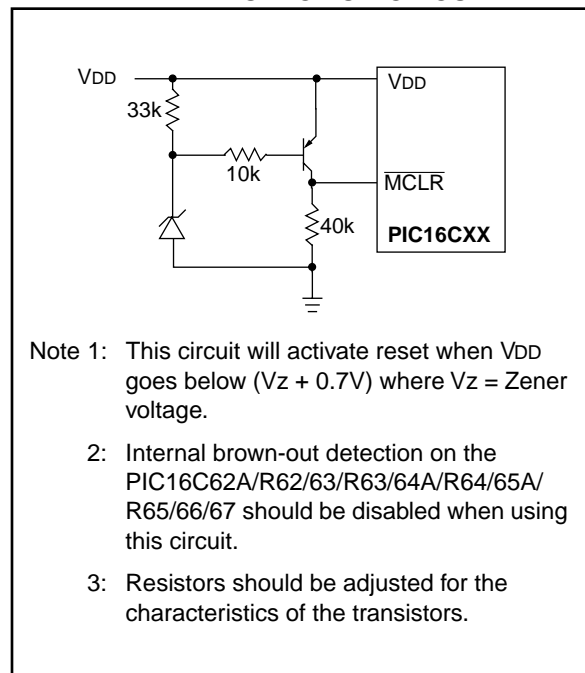 VDD
VDD
33k
10k
MCLR
40k
PIC16CXX
Note 1: This circuit will activate reset when VDD
goes below (Vz + 0.7V) where Vz = Zener
voltage.
2: Internal brown-out detection on the
PIC16C62A/R62/63/R63/64A/R64/65A/
R65/66/67 should be disabled when using
this circuit.
3: Resistors should be adjusted for the
characteristics of the transistors.